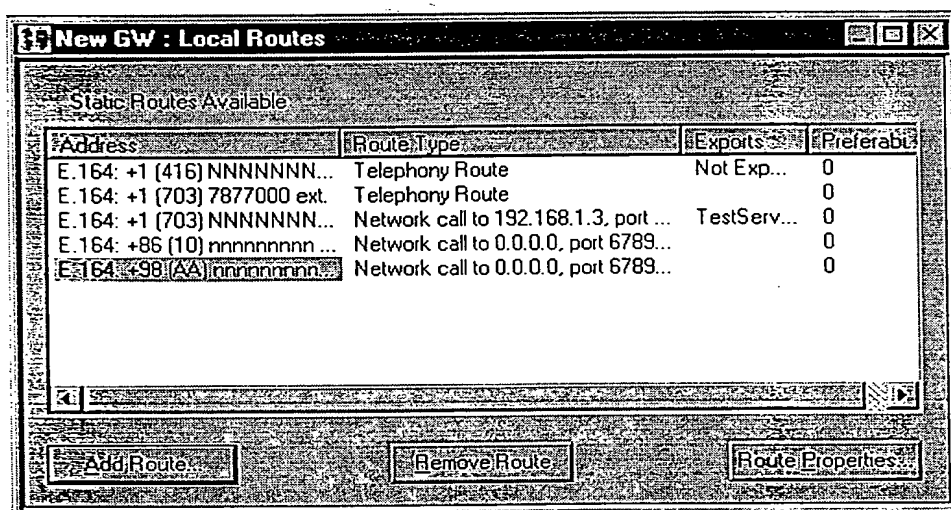 New GW : Local Routes
Static Routes Available
Address Route Type Exports Preferabi
E.164: +1 (416) NNNNNNN... Telephony Route Not Exp... 0
E.164: +1 (703) 7877000 ext. Telephony Route 0
E.164: +1 (703) NNNNNNN... Network call to 192.168.1.3, port ... TestServ... 0
E.164: +86 (10) nnnnnnnnn ... Network call to 0.0.0.0, port 6789... 0
E.164: +98 (AA) nnnnnnnnn... Network call to 0.0.0.0, port 6789... 0
Add Route... Remove Route Route Properties...